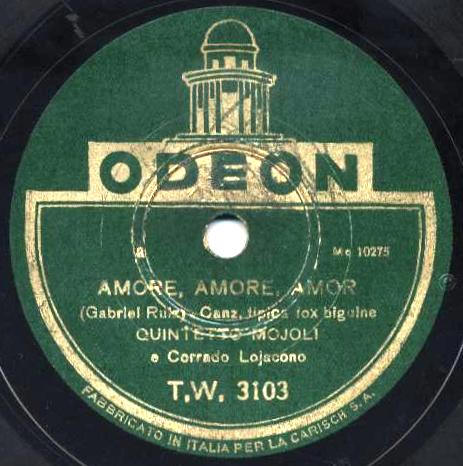 ODEON
a Mo 10275
AMORE, AMORE, AMOR
(Gabriel Ruiz) - Canz. tipica fox biguine
QUINTETTO MOJOLI
e Corrado Lojacono
T.W. 3103
FABBRICATO IN ITALIA PER LA CARISCH S. A.